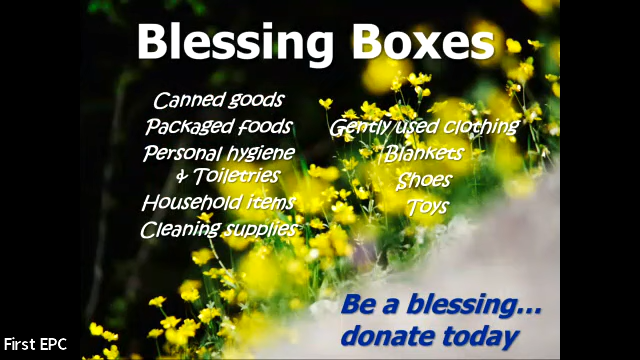 Blessing Boxes
Canned goods
Packaged foods
Personal hygiene
& Toiletries
Household items
Cleaning supplies
Gently used clothing
Blankets
Shoes
Toys
Be a blessing...
donate today
First EPC